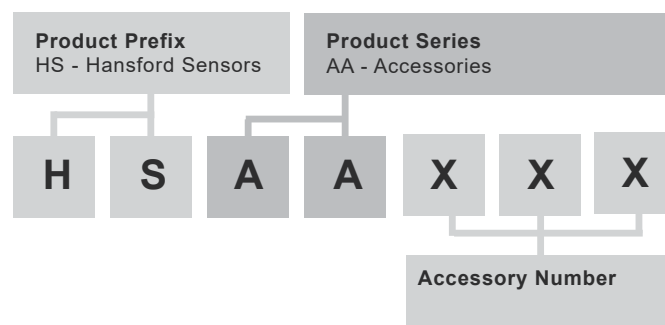 Product Prefix
HS - Hansford Sensors
Product Series
AA - Accessories
H S A A X X X
Accessory Number